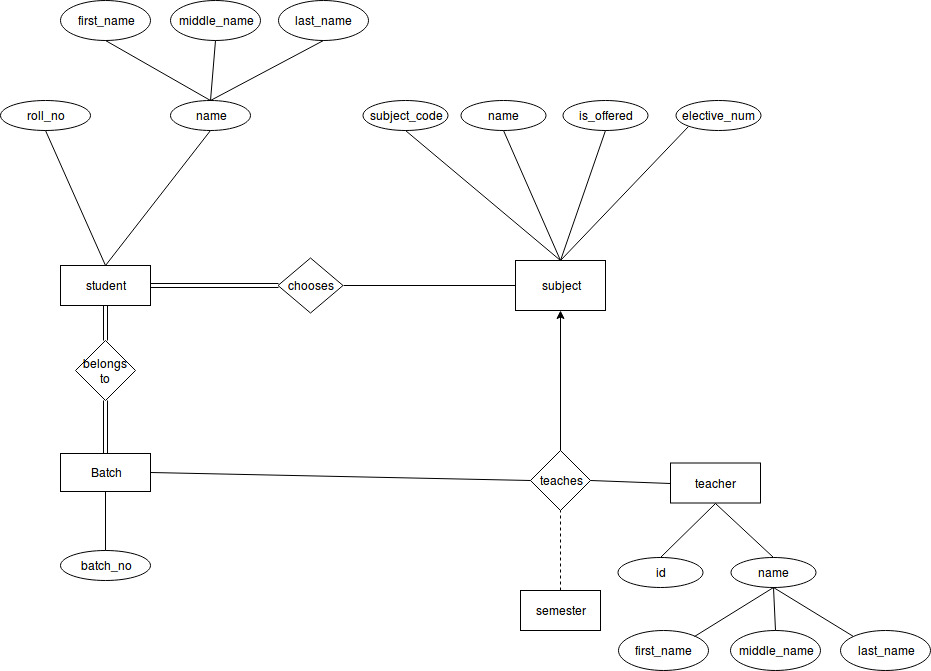 first_name
middle_name
last_name
roll_no
name
subject_code
name
is_offered
elective_num
student
chooses
subject
belongs
to
Batch
teaches
teacher
batch_no
id
name
semester
first_name
middle_name
last_name